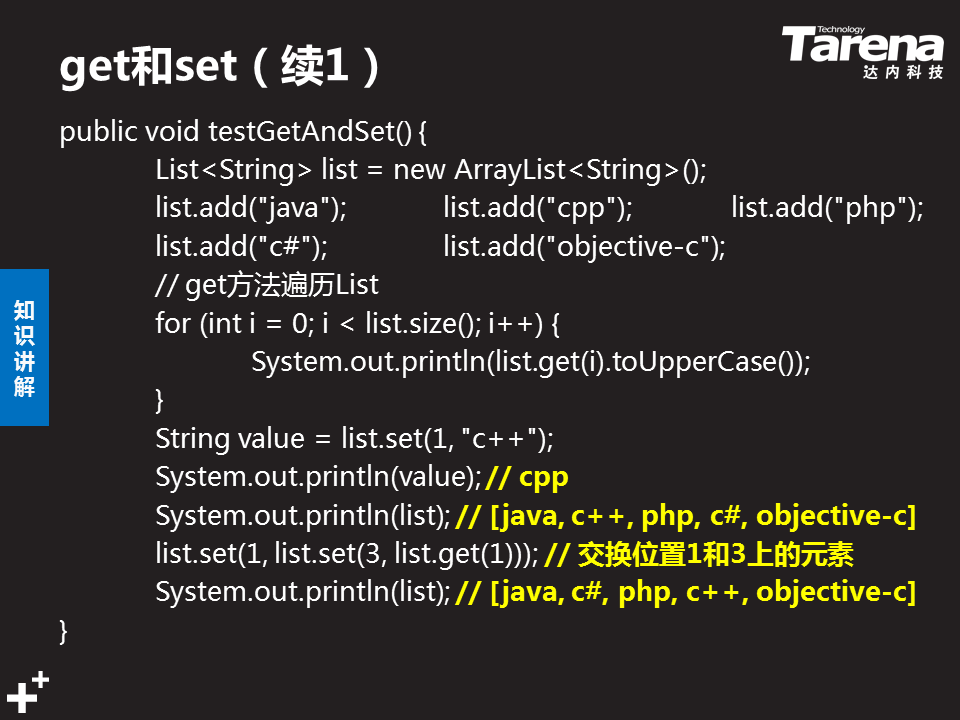 get和set（续1）
Technology
Tarena
达内科技
public void testGetAndSet() {
List<String> list = new ArrayList<String>();
list.add("java"); list.add("cpp"); list.add("php");
list.add("c#"); list.add("objective-c");
// get方法遍历List
for (int i = 0; i < list.size(); i++) {
System.out.println(list.get(i).toUpperCase());
}
String value = list.set(1, "c++");
System.out.println(value); // cpp
System.out.println(list); // [java, c++, php, c#, objective-c]
list.set(1, list.set(3, list.get(1))); // 交换位置1和3上的元素
System.out.println(list); // [java, c#, php, c++, objective-c]
}
知
识
讲
解